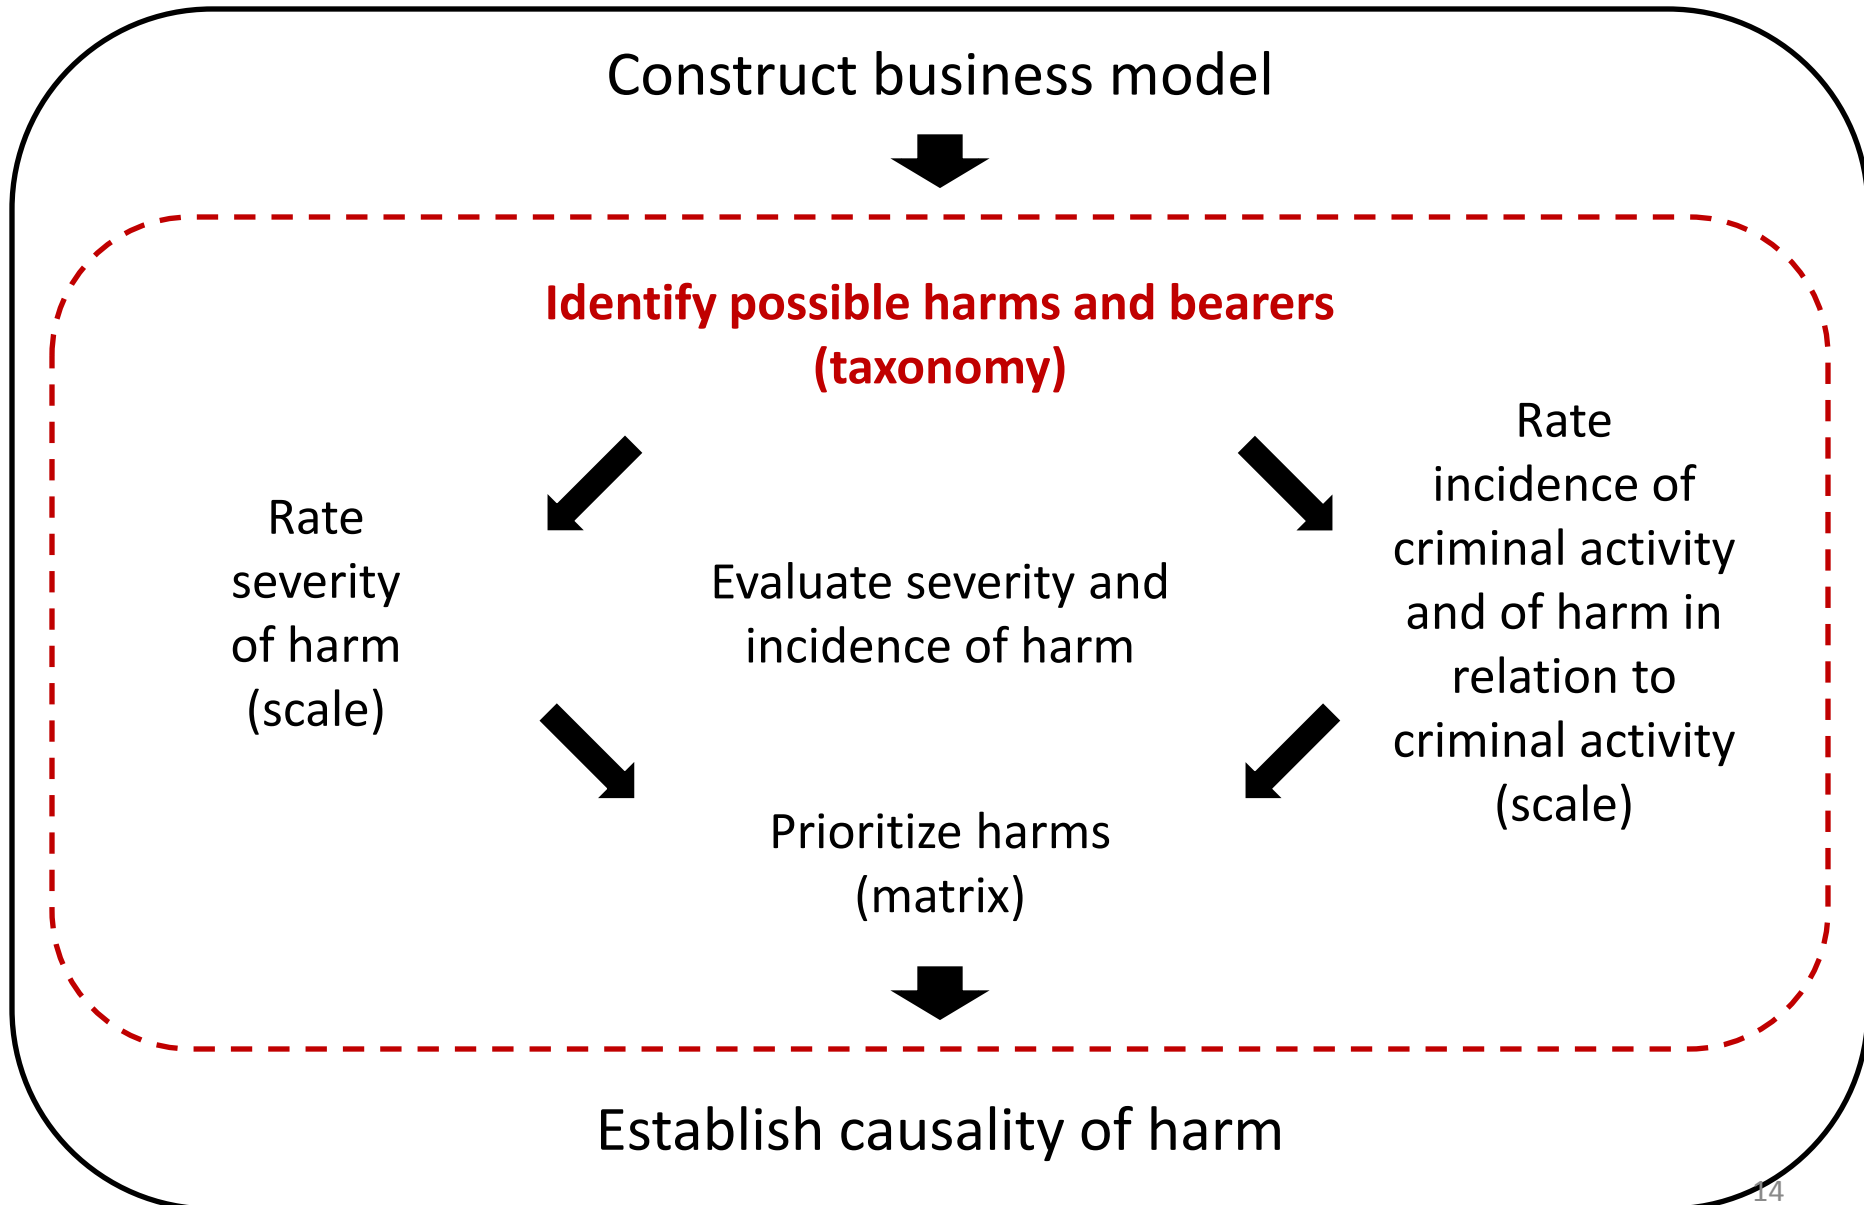 Construct business model
Identify possible harms and bearers
(taxonomy)
Rate
severity
of harm
(scale)
Evaluate severity and
incidence of harm
Rate
incidence of
criminal activity
and of harm in
relation to
criminal activity
(scale)
Prioritize harms
(matrix)
Establish causality of harm
14